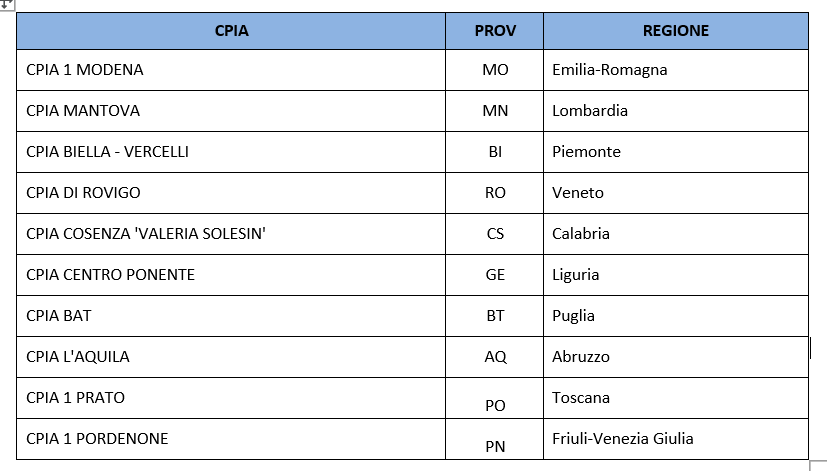 CPIA PROV REGIONE
CPIA 1 MODENA MO Emilia-Romagna
CPIA MANTOVA MN Lombardia
CPIA BIELLA - VERCELLI BI Piemonte
CPIA DI ROVIGO RO Veneto
CPIA COSENZA 'VALERIA SOLESIN' CS Calabria
CPIA CENTRO PONENTE GE Liguria
CPIA BAT BT Puglia
CPIA L'AQUILA AQ Abruzzo
CPIA 1 PRATO PO Toscana
CPIA 1 PORDENONE PN Friuli-Venezia Giulia